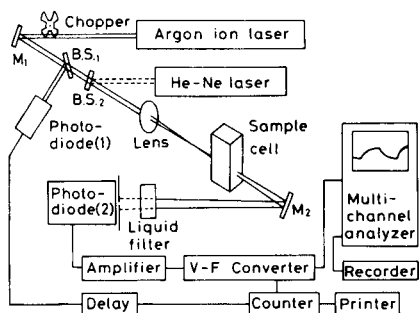 Chopper
Argon ion laser
M1
B.S.1
B.S.2
He-Ne laser
Photo-
diode(1)
Lens
Sample
cell
Photo-
diode(2)
Liquid
filter
M2
Multi-
channel
analyzer
Amplifier
V-F Converter
Recorder
Delay
Counter
Printer